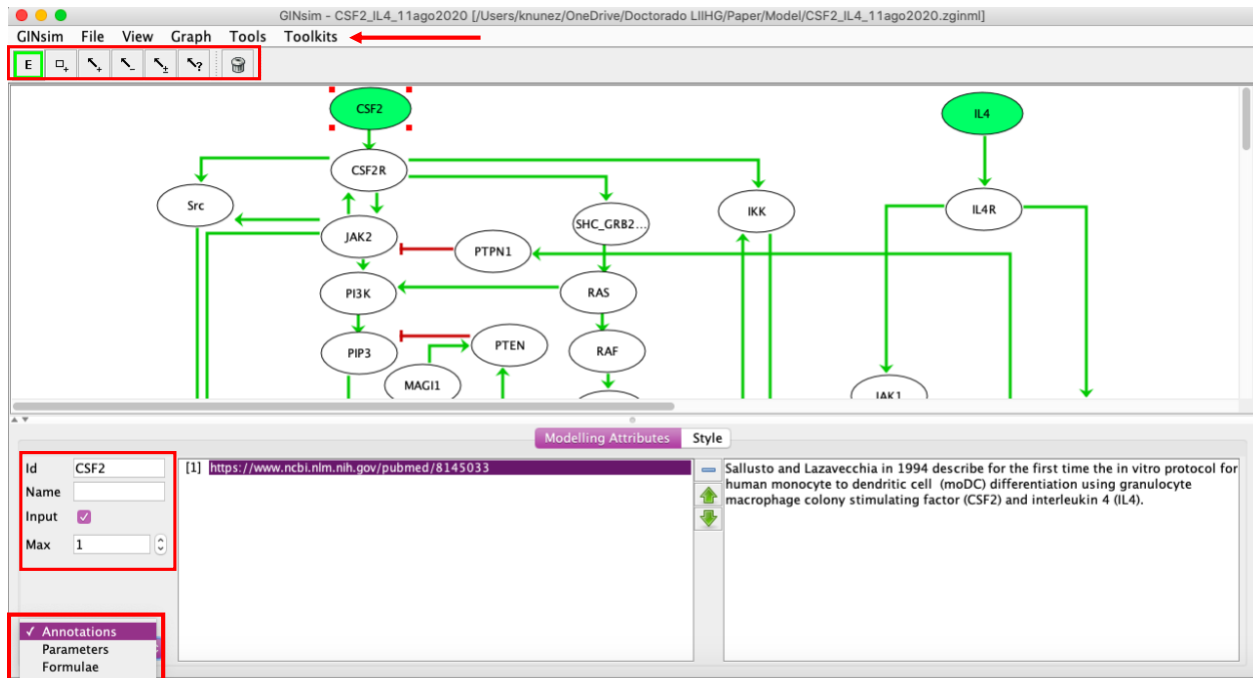 GINsim - CSF2_IL4_11ago2020 [/Users/knunez/OneDrive/Doctorado LIIHG/Paper/Model/CSF2_IL4_11ago2020.zginml]
GINsim File View Graph Tools Toolkits
E + + - ± ?
CSF2 IL4
CSF2R
Src IKK IL4R
SHC_GRB2...
JAK2
PTPN1
PI3K RAS
PTEN RAF
PIP3
MAGI1
JAK1
Modelling Attributes Style
Id CSF2 [1] https://www.ncbi.nlm.nih.gov/pubmed/8145033 Sallusto and Lazavecchia in 1994 describe for the first time the in vitro protocol for
human monocyte to dendritic cell (moDC) differentiation using granulocyte
Name macrophage colony stimulating factor (CSF2) and interleukin 4 (IL4).
Input
Max 1
✓ Annotations
Parameters
Formulae